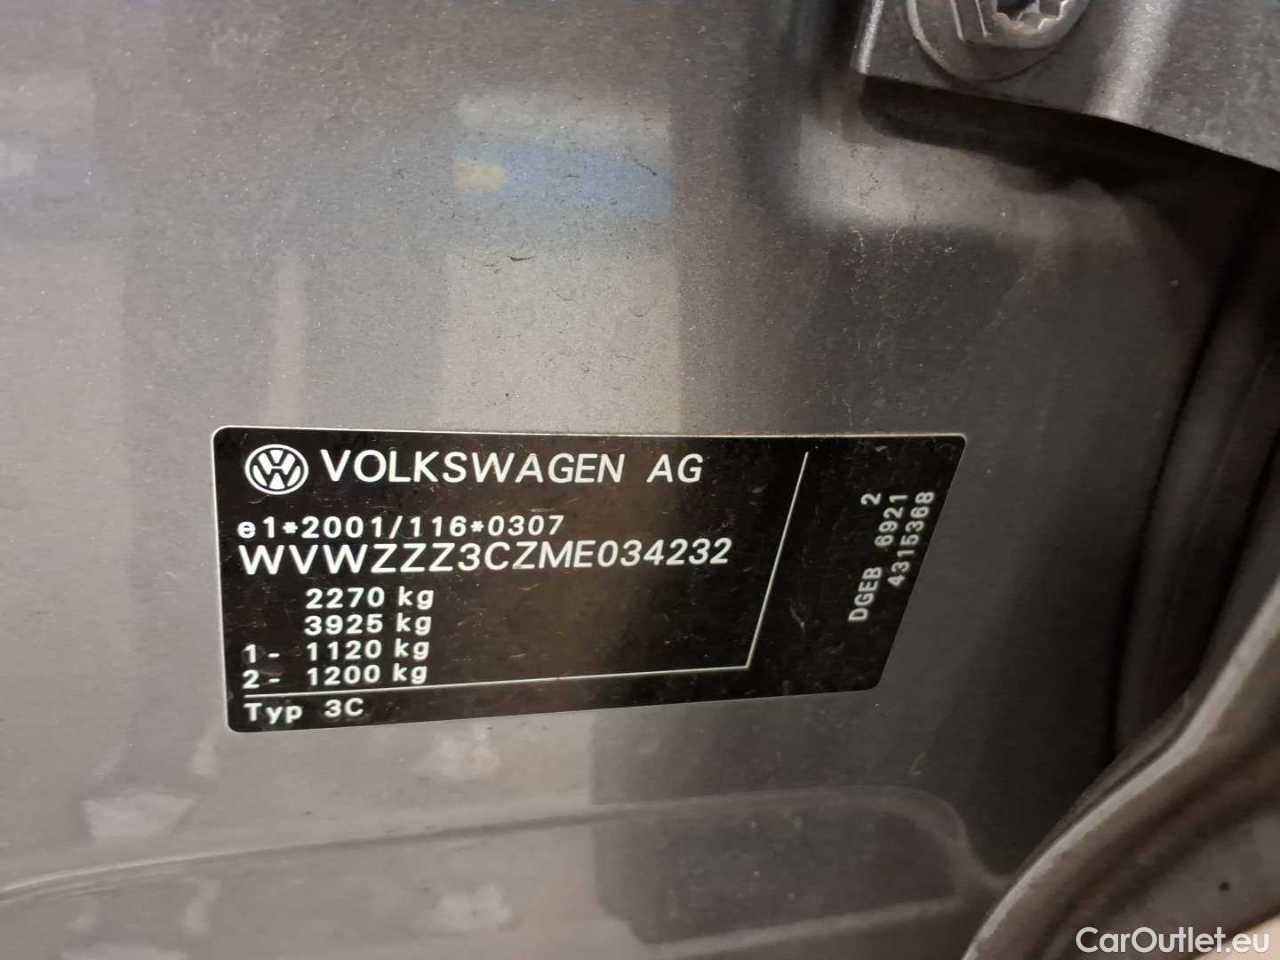 VOLKSWAGEN AG
e1*2001/116*0307
WVWZZZ3CZME034232
2270 kg
3925 kg
1- 1120 kg
2- 1200 kg
Typ 3C
DGEB 6921 2
4315368
CarOutlet.eu